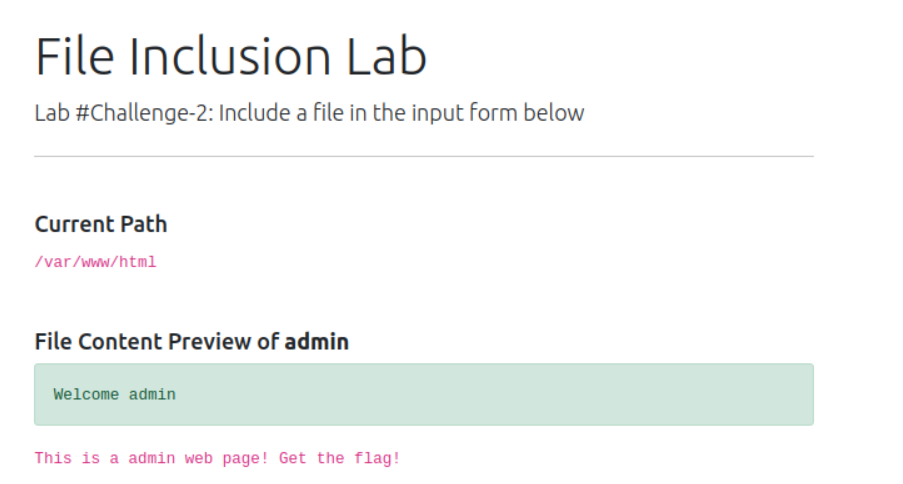 File Inclusion Lab
Lab #Challenge-2: Include a file in the input form below
Current Path
/var/www/html
File Content Preview of admin
Welcome admin
This is a admin web page! Get the flag!